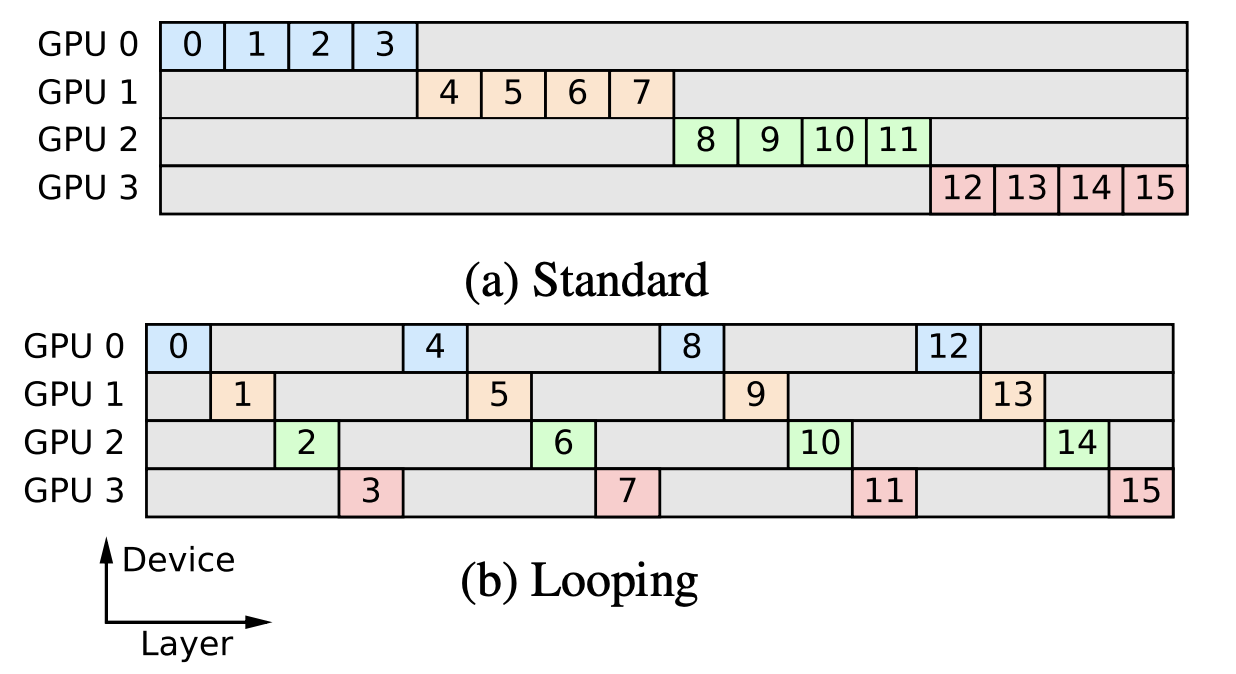 GPU 0 0 1 2 3
GPU 1 4 5 6 7
GPU 2 8 9 10 11
GPU 3 12 13 14 15
(a) Standard
GPU 0 0 4 8 12
GPU 1 1 5 9 13
GPU 2 2 6 10 14
GPU 3 3 7 11 15
Device
(b) Looping
Layer